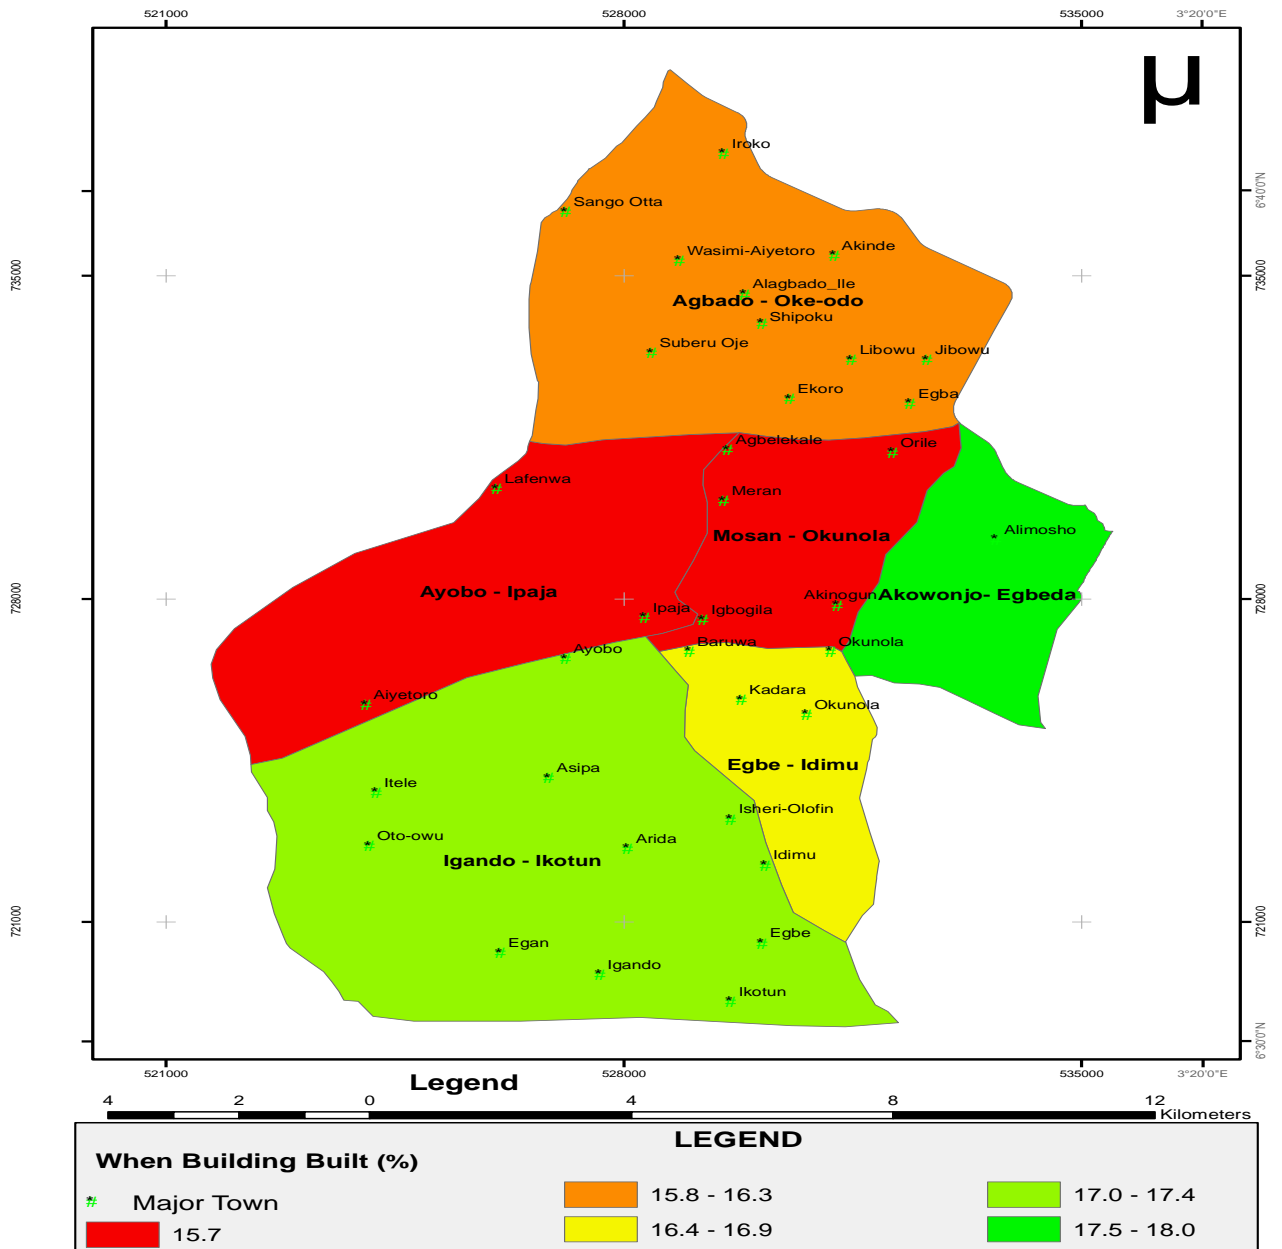 521000 528000 535000 3°20'0"E
µ
Iroko
6°40'0"N
Sango Otta
Wasimi-Aiyetoro Akinde
735000 735000
Alagbado_Ile
Agbado - Oke-odo
Shipoku
Suberu Oje Libowu Jibowu
Ekoro Egba
Agbelekale Orile
Lafenwa
Meran
Mosan - Okunola Alimosho
Ayobo - Ipaja Akinogun Akowonjo- Egbeda
728000 728000
Ipaja Igbogila
Ayobo Baruwa Okunola
Aiyetoro Kadara
Okunola
Egbe - Idimu
Asipa
Itele
Isheri-Olofin
Oto-owu Arida
Igando - Ikotun Idimu
721000 721000
Egan Egbe
Igando
Ikotun
6°30'0"N
521000 528000 535000 3°20'0"E
Legend
4 2 0 4 8 12
Kilometers
LEGEND
When Building Built (%)
# Major Town
15.7
15.8 - 16.3
16.4 - 16.9
17.0 - 17.4
17.5 - 18.0